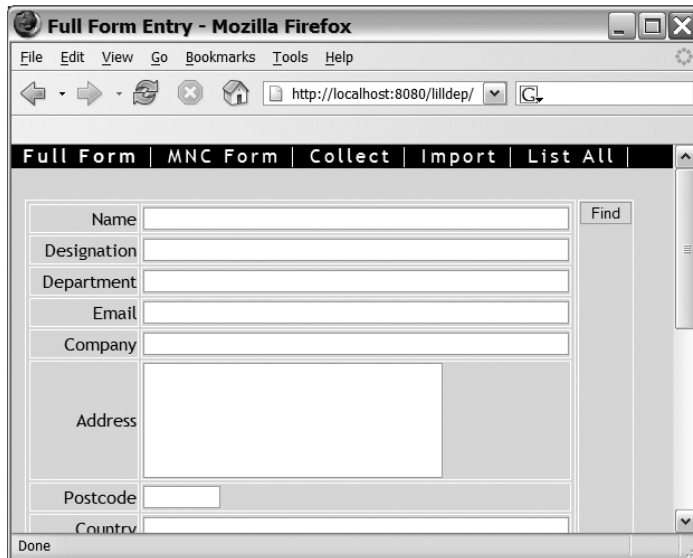 Full Form Entry - Mozilla Firefox
File Edit View Go Bookmarks Tools Help
http://localhost:8080/lilldep/ G
Full Form | MNC Form | Collect | Import | List All |
Name
Find
Designation
Department
Email
Company
Address
Postcode
Country
Done